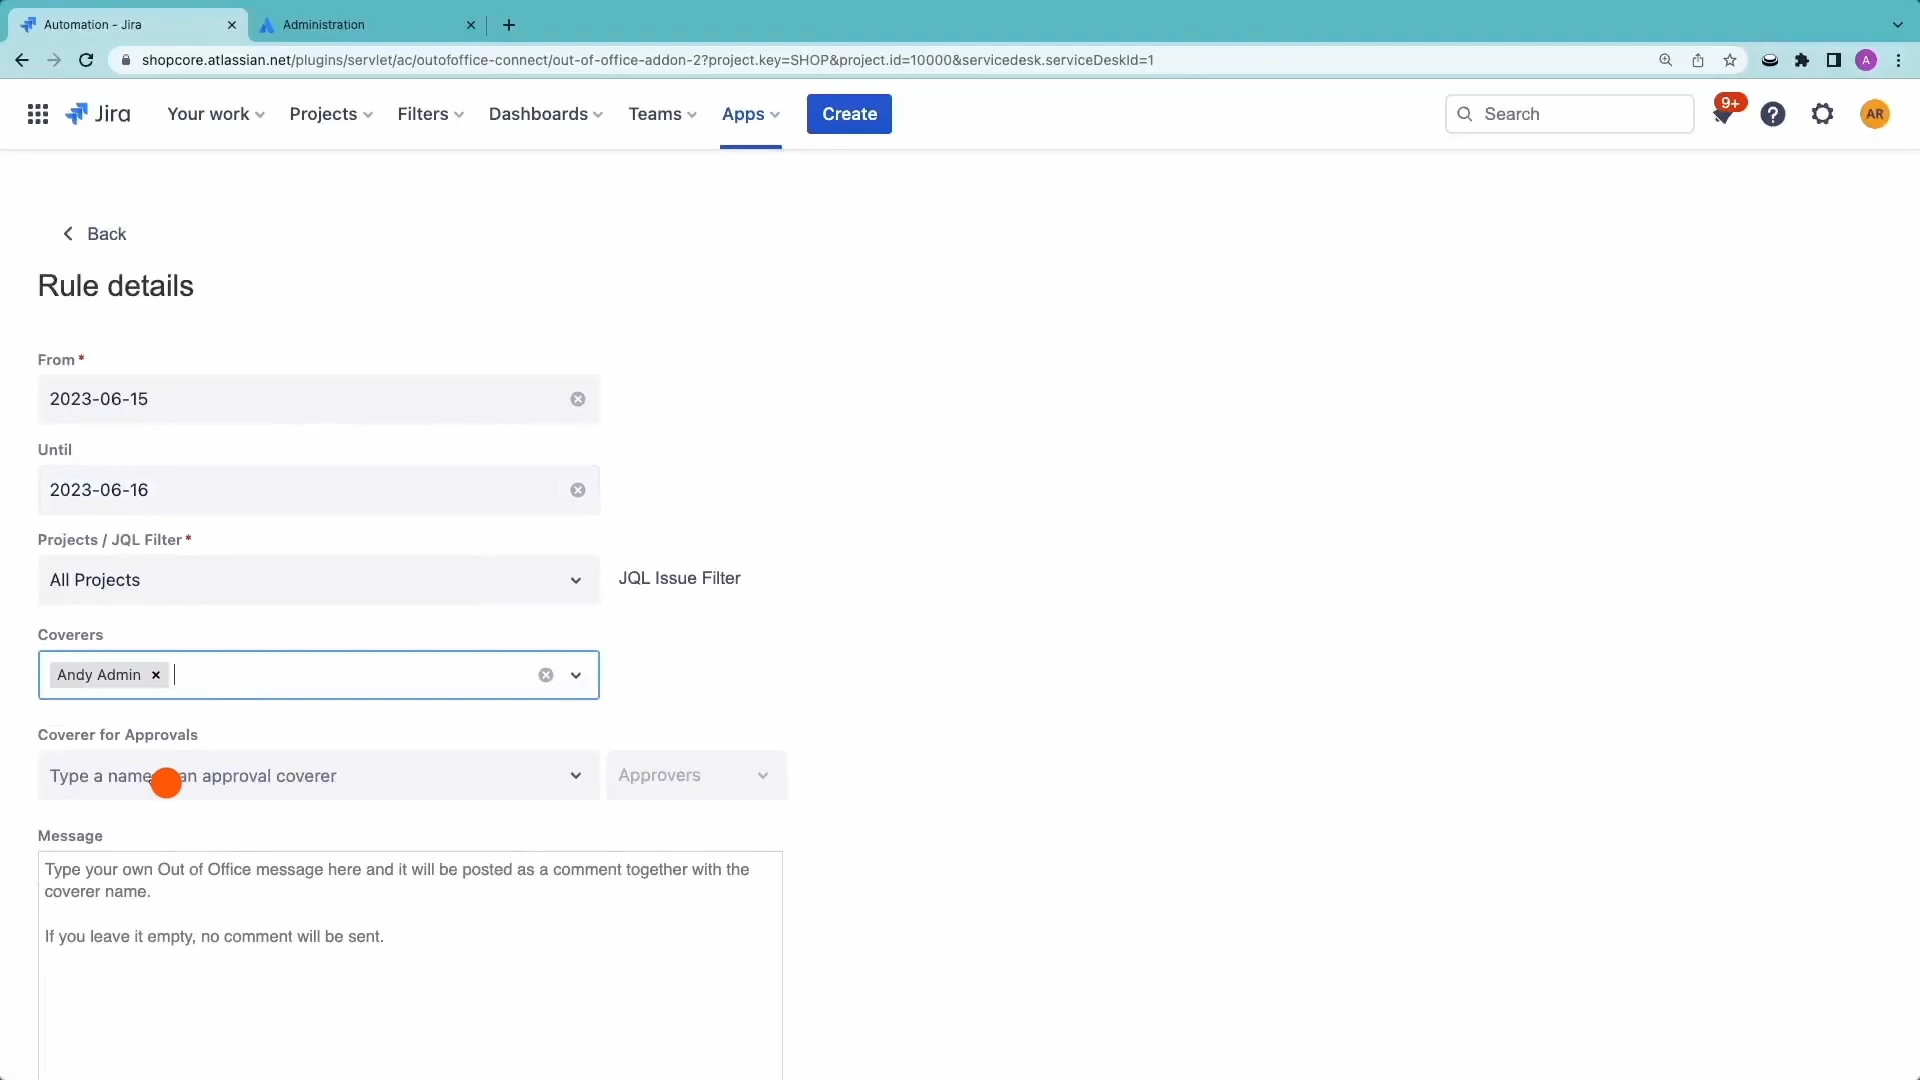 Automation - Jira
Administration
shopcore.atlassian.net/plugins/servlet/ac/outofoffice-connect/out-of-office-addon-2?project.key=SHOP&project.id=10000&servicedesk.serviceDeskId=1
A
Jira
Your work
Projects
Filters
Dashboards
Teams
Apps
Create
Search
9+
AR
Back
Rule details
From *
2023-06-15
Until
2023-06-16
Projects / JQL Filter *
All Projects
JQL Issue Filter
Coverers
Andy Admin
Coverer for Approvals
Type a name an approval coverer
Approvers
Message
Type your own Out of Office message here and it will be posted as a comment together with the
coverer name.
If you leave it empty, no comment will be sent.